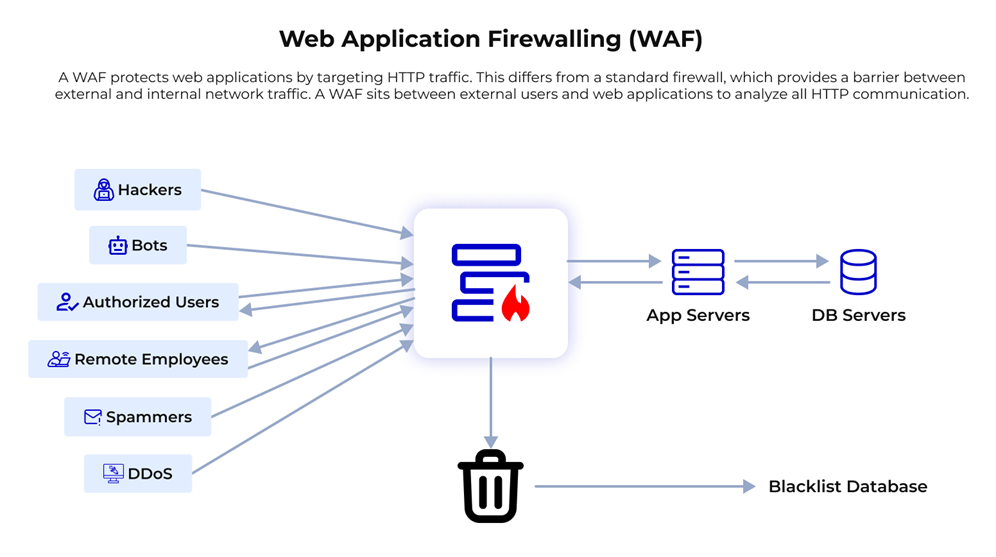 Web Application Firewalling (WAF)
A WAF protects web applications by targeting HTTP traffic. This differs from a standard firewall, which provides a barrier between
external and internal network traffic. A WAF sits between external users and web applications to analyze all HTTP communication.
Hackers
Bots
Authorized Users
Remote Employees
Spammers
DDoS
App Servers
DB Servers
Blacklist Database